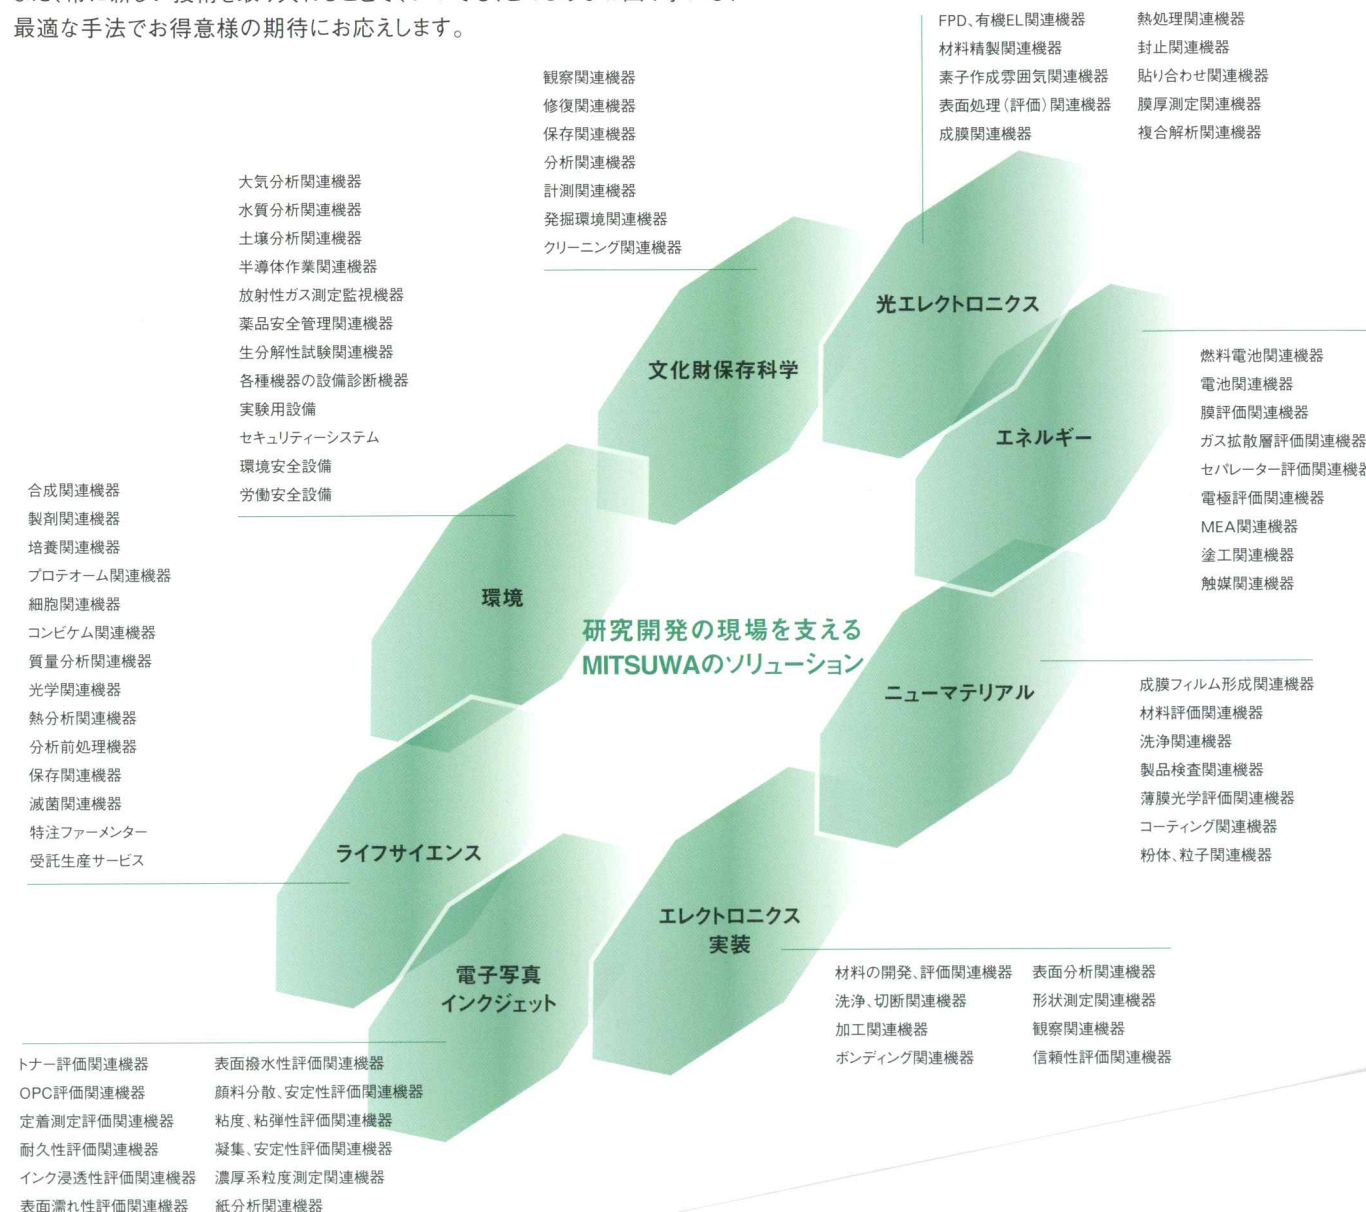 最適な手法でお得意様の期待にお応えします。
FPD、有機EL関連機器
材料精製関連機器
素子作成雰囲気関連機器
表面処理(評価)関連機器
成膜関連機器
熱処理関連機器
封止関連機器
貼り合わせ関連機器
膜厚測定関連機器
複合解析関連機器
観察関連機器
修復関連機器
保存関連機器
分析関連機器
計測関連機器
発掘環境関連機器
クリーニング関連機器
大気分析関連機器
水質分析関連機器
土壌分析関連機器
半導体作業関連機器
放射性ガス測定監視機器
薬品安全管理関連機器
生分解性試験関連機器
各種機器の設備診断機器
実験用設備
セキュリティーシステム
環境安全設備
労働安全設備
光エレクトロニクス
文化財保存科学
エネルギー
燃料電池関連機器
電池関連機器
膜評価関連機器
ガス拡散層評価関連機器
セパレーター評価関連機器
電極評価関連機器
MEA関連機器
塗工関連機器
触媒関連機器
合成関連機器
製剤関連機器
培養関連機器
プロテオーム関連機器
細胞関連機器
コンビケム関連機器
質量分析関連機器
光学関連機器
熱分析関連機器
分析前処理機器
保存関連機器
滅菌関連機器
特注ファーメンター
受託生産サービス
環境
研究開発の現場を支える
MITSUWAのソリューション
ニューマテリアル
成膜フィルム形成関連機器
材料評価関連機器
洗浄関連機器
製品検査関連機器
薄膜光学評価関連機器
コーティング関連機器
粉体、粒子関連機器
ライフサイエンス
エレクトロニクス
実装
電子写真
インクジェット
材料の開発、評価関連機器
洗浄、切断関連機器
加工関連機器
ボンディング関連機器
表面分析関連機器
形状測定関連機器
観察関連機器
信頼性評価関連機器
トナー評価関連機器
OPC評価関連機器
定着測定評価関連機器
耐久性評価関連機器
インク浸透性評価関連機器
表面濡れ性評価関連機器
表面撥水性評価関連機器
顔料分散、安定性評価関連機器
粘度、粘弾性評価関連機器
凝集、安定性評価関連機器
濃厚系粒度測定関連機器
紙分析関連機器